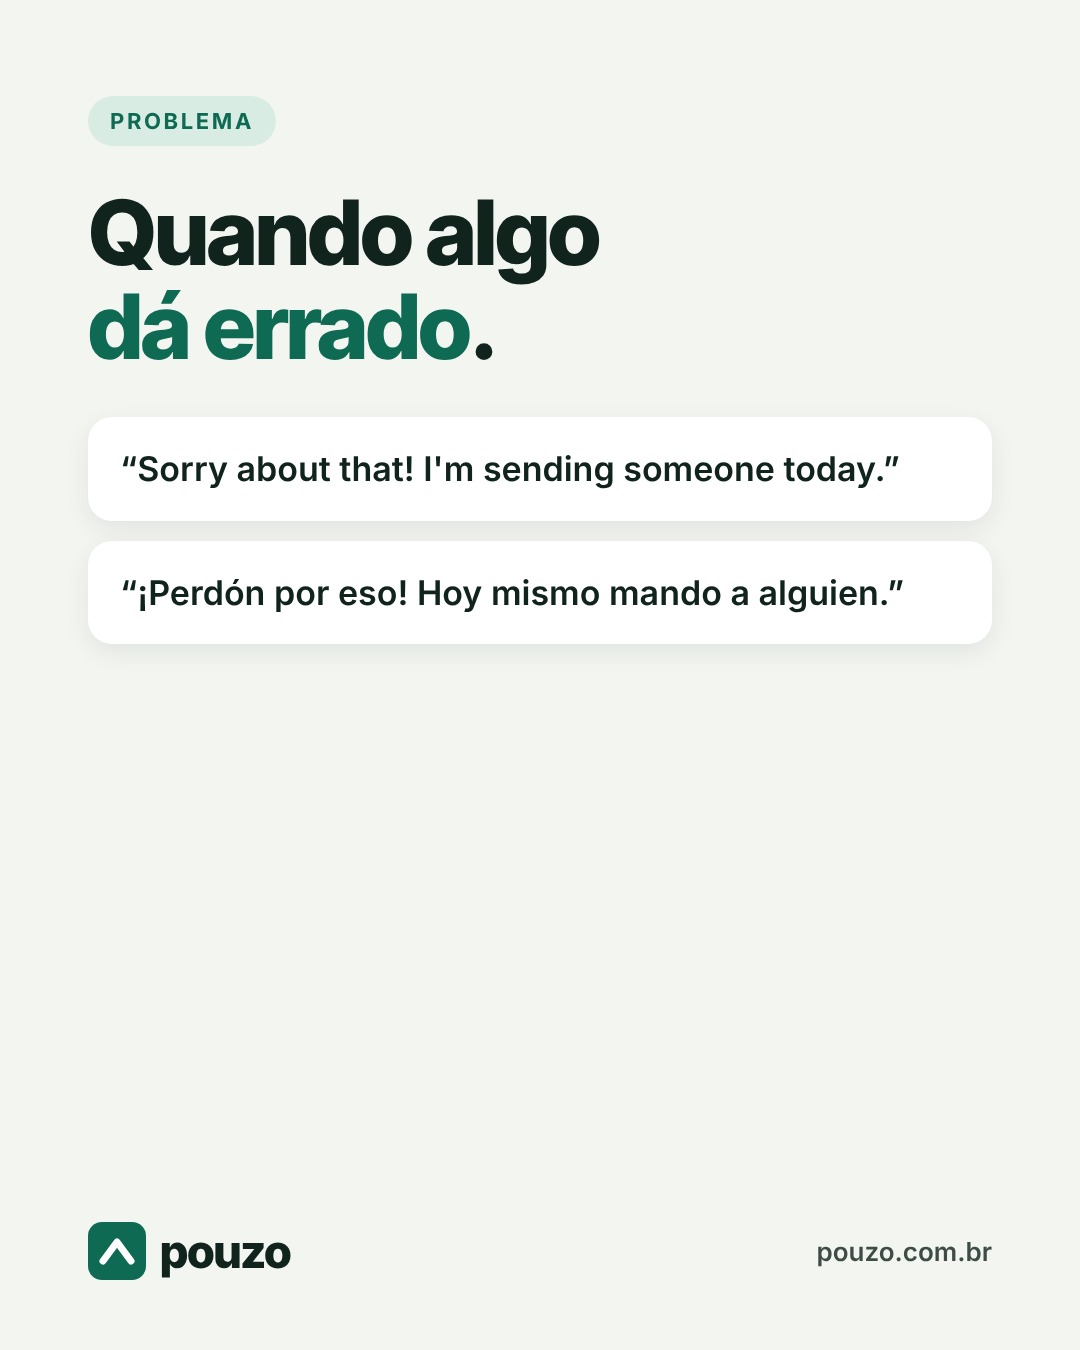 PROBLEMA
Quando algo
dá errado.
“Sorry about that! I'm sending someone today.”
“¡Perdón por eso! Hoy mismo mando a alguien.”
pouzo
pouzo.com.br